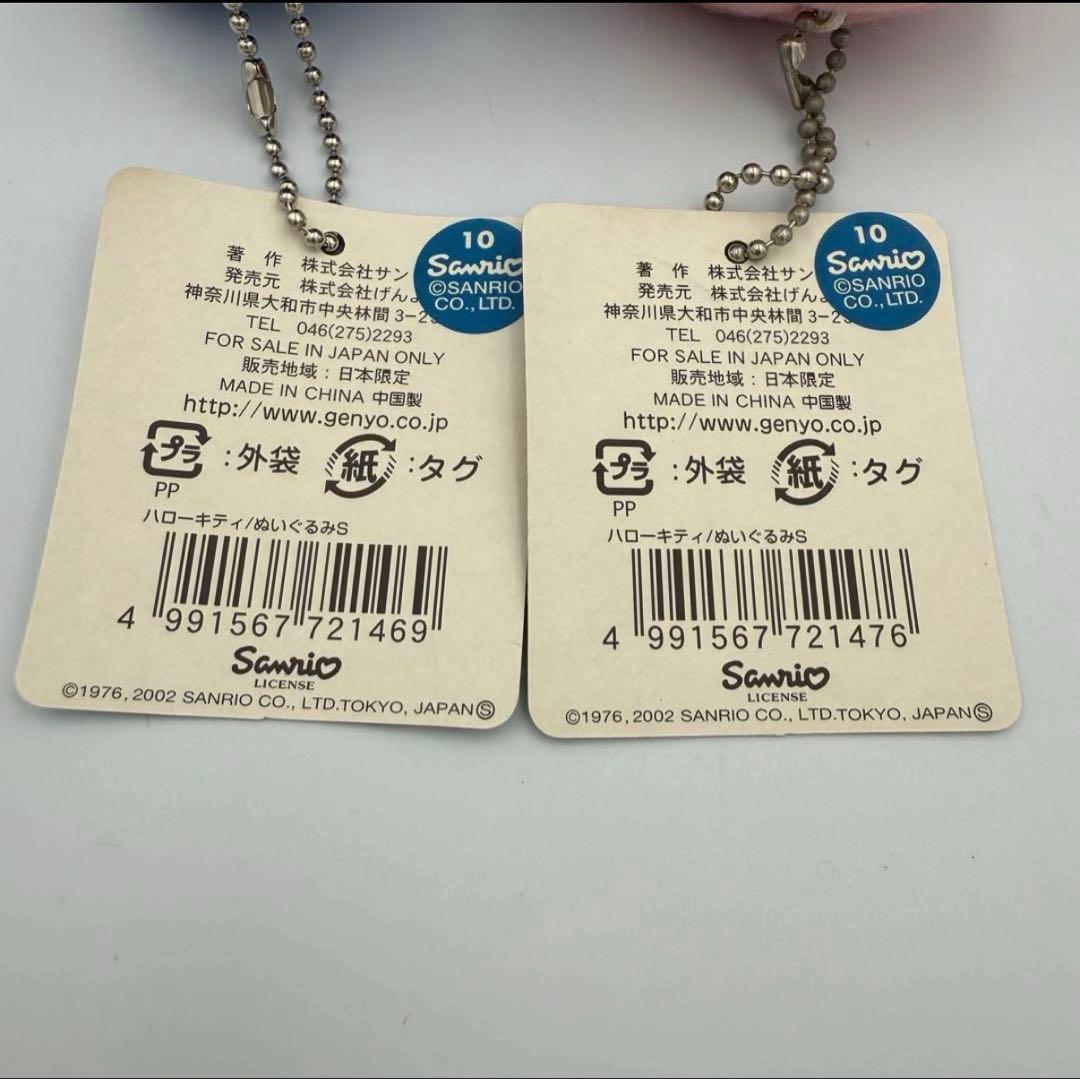 著 作 株式会社サン
発売元 株式会社げんよ
神奈川県大和市中央林間3-2
TEL 046(275)2293
FOR SALE IN JAPAN ONLY
販売地域:日本限定
MADE IN CHINA 中国製
http://www.genyo.co.jp
プラ :外袋 紙 :タグ
PP
ハローキティ/ぬいぐるみS
4 991567 721469
Sanrio
LICENSE
©1976, 2002 SANRIO CO., LTD.TOKYO, JAPANⓈ
10
Sanrio
©SANRIO
CO., LTD.
著 作 株式会社サン
発売元 株式会社げん
神奈川県大和市中央林間3-2
TEL 046(275)2293
FOR SALE IN JAPAN ONLY
販売地域:日本限定
MADE IN CHINA 中国製
http://www.genyo.co.jp
プラ :外袋 紙 :タグ
PP
ハローキティ/ぬいぐるみS
4 991567 721476
Sanrio
LICENSE
©1976, 2002 SANRIO CO., LTD.TOKYO, JAPANⓈ
10
Sanrio
©SANRIO
CO., LTD.